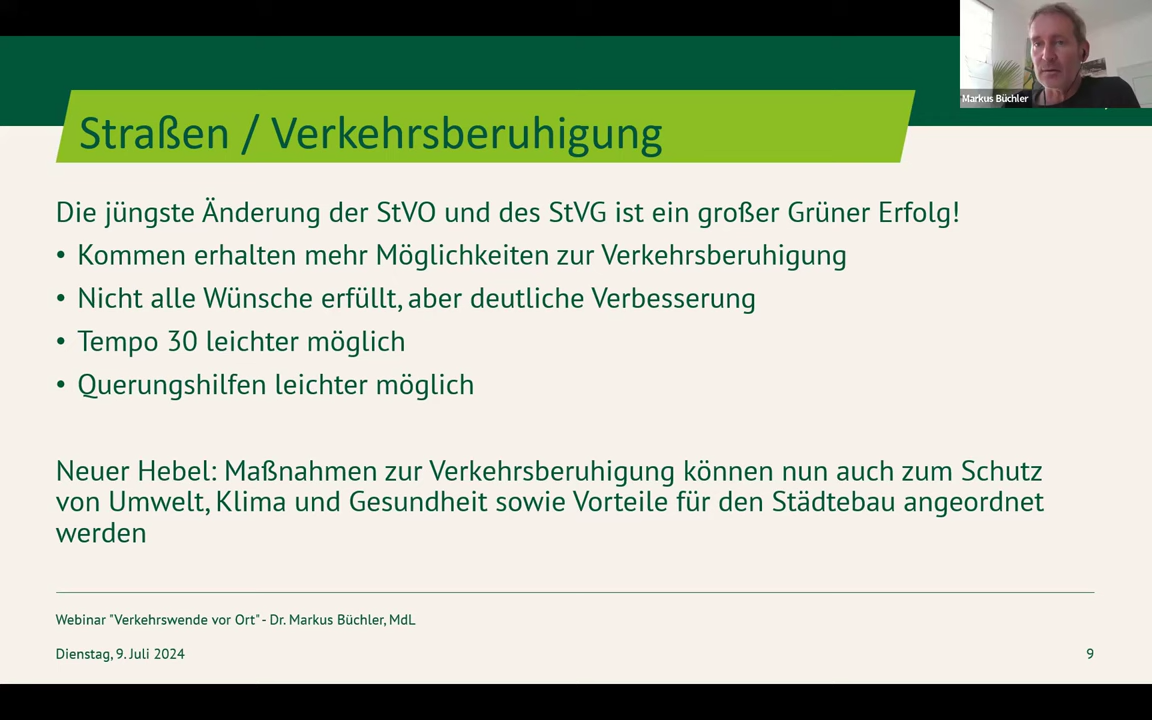 Markus Büchler
Straßen / Verkehrsberuhigung
Die jüngste Änderung der StVO und des StVG ist ein großer Grüner Erfolg!
• Kommen erhalten mehr Möglichkeiten zur Verkehrsberuhigung
• Nicht alle Wünsche erfüllt, aber deutliche Verbesserung
• Tempo 30 leichter möglich
• Querungshilfen leichter möglich
Neuer Hebel: Maßnahmen zur Verkehrsberuhigung können nun auch zum Schutz
von Umwelt, Klima und Gesundheit sowie Vorteile für den Städtebau angeordnet
werden
Webinar "Verkehrswende vor Ort" - Dr. Markus Büchler, MdL
Dienstag, 9. Juli 2024
9